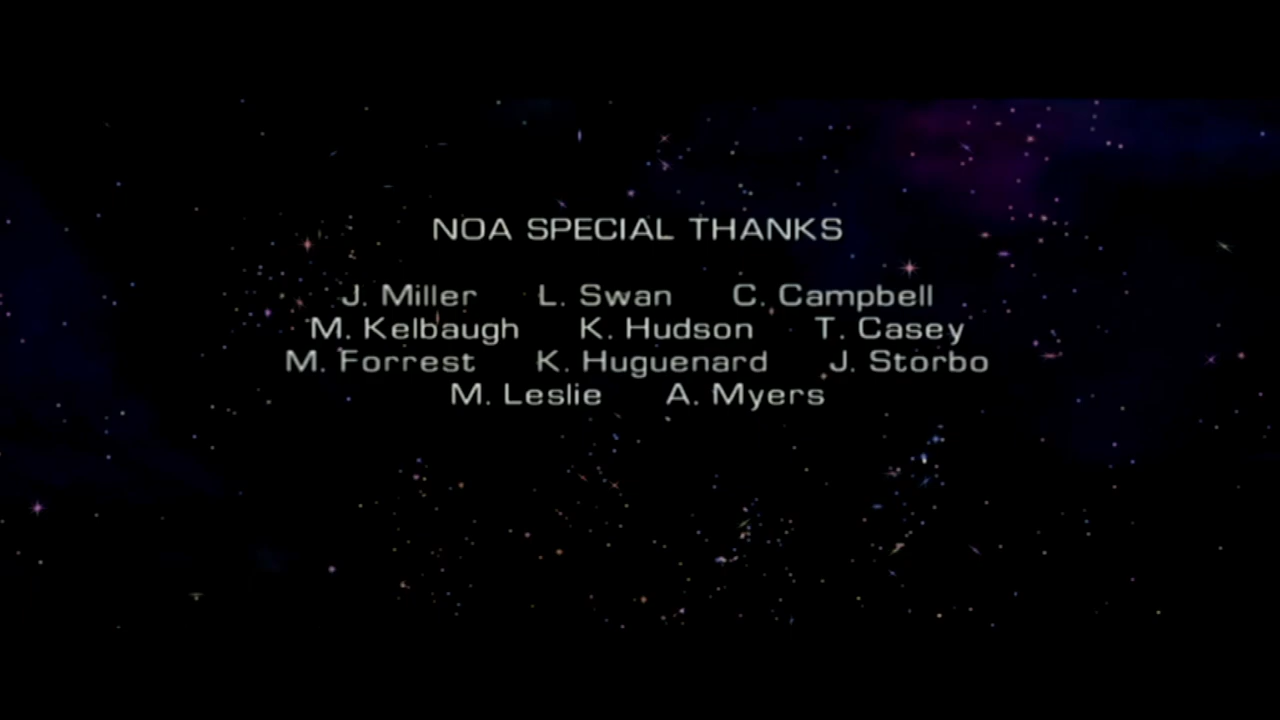 NOA SPECIAL THANKS
J. Miller L. Swan C. Campbell
M. Kelbaugh K. Hudson T. Casey
M. Forrest K. Huguenard J. Storbo
M. Leslie A. Myers